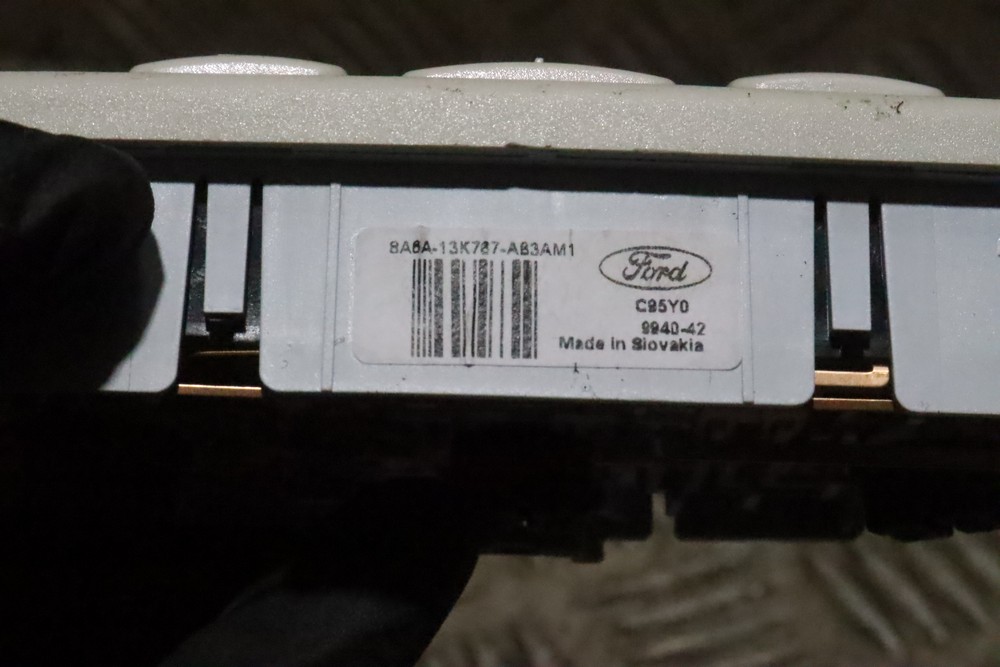 8A6A-13K767-AB3AM1
Ford
C95Y0
9940-42
Made in Slovakia